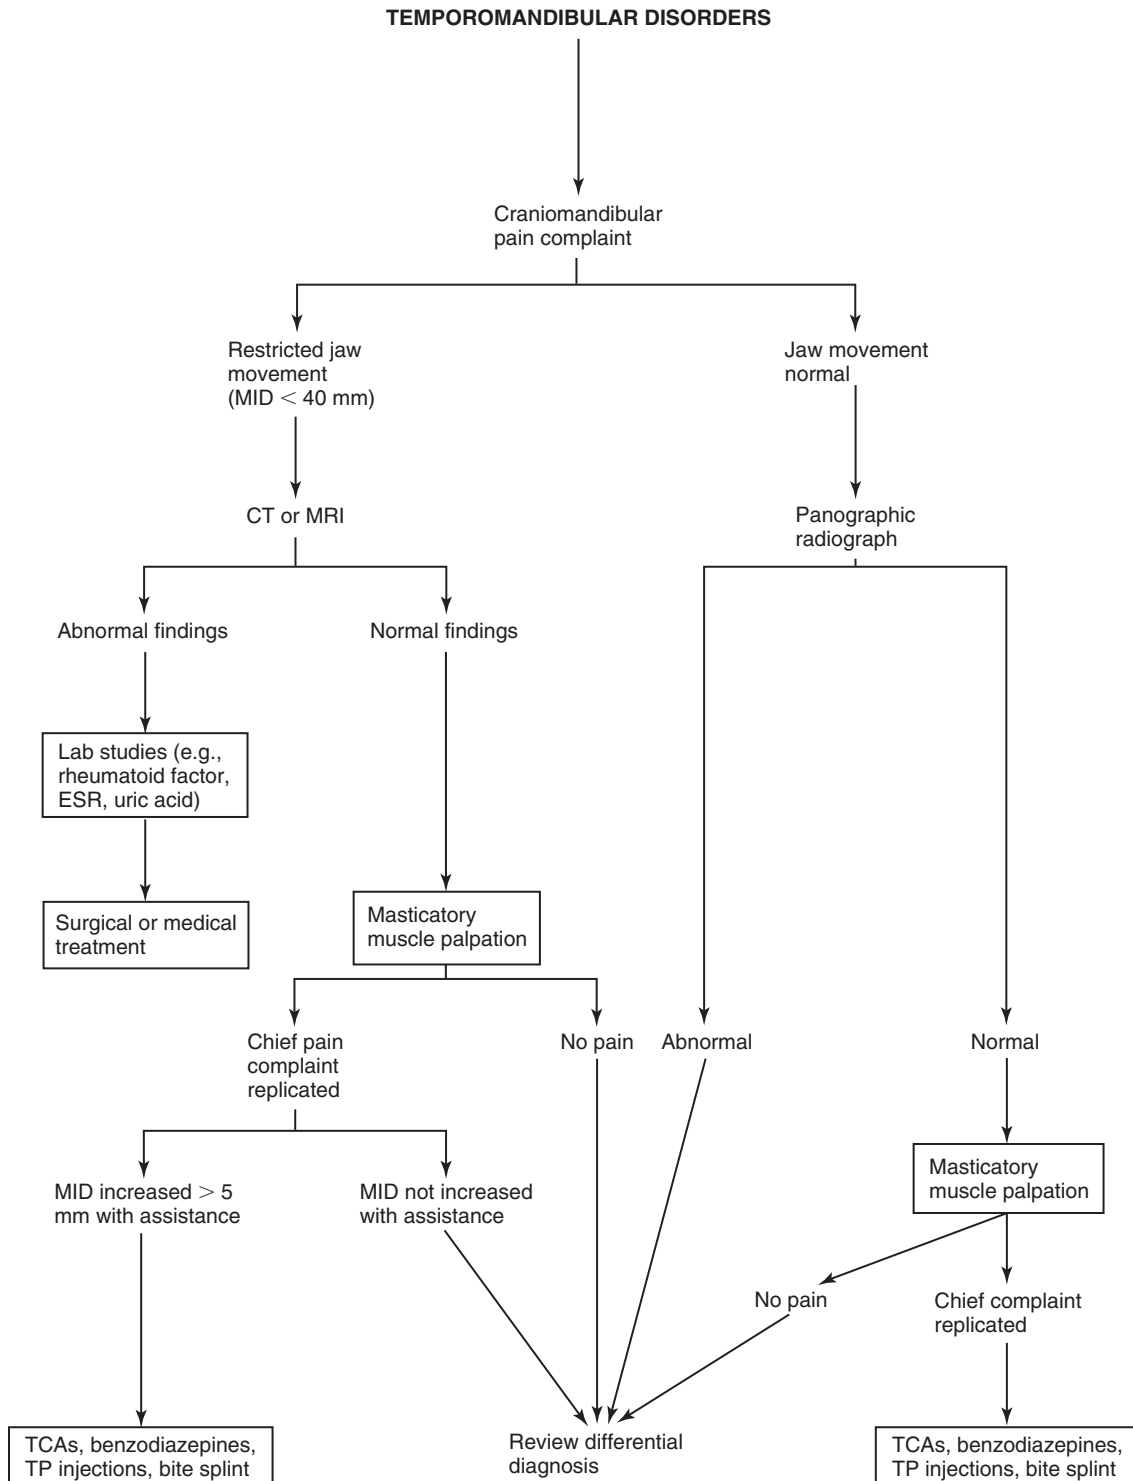 TEMPOROMANDIBULAR DISORDERS
Craniomandibular
pain complaint
Restricted jaw
movement
(MID < 40 mm)
Jaw movement
normal
CT or MRI
Panographic
radiograph
Abnormal findings
Normal findings
Lab studies (e.g.,
rheumatoid factor,
ESR, uric acid)
Surgical or medical
treatment
Masticatory
muscle palpation
Chief pain
complaint
replicated
No pain
Abnormal
Normal
MID increased > 5
mm with assistance
MID not increased
with assistance
Masticatory
muscle palpation
No pain
Chief complaint
replicated
TCAs, benzodiazepines,
TP injections, bite splint
Review differential
diagnosis
TCAs, benzodiazepines,
TP injections, bite splint